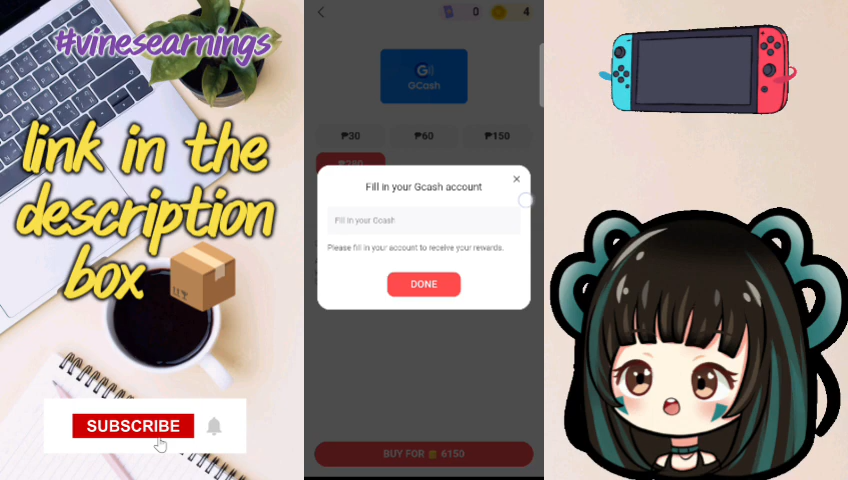 #vinesearnings
link in the
description
box
SUBSCRIBE
0
4
GCash
₱30
₱60
₱150
Fill in your Gcash account
Fill in your Gcash
Please fill in your account to receive your rewards.
DONE
BUY FOR 6150